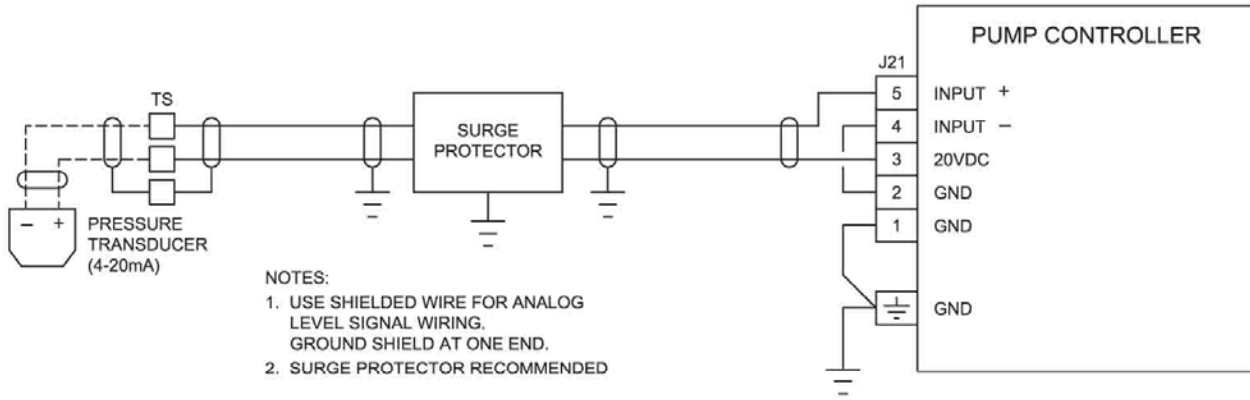 PUMP CONTROLLER
J21
5 INPUT +
4 INPUT −
3 20VDC
2 GND
1 GND
GND
TS
SURGE
PROTECTOR
− +
PRESSURE
TRANSDUCER
(4-20mA)
NOTES:
1. USE SHIELDED WIRE FOR ANALOG
LEVEL SIGNAL WIRING.
GROUND SHIELD AT ONE END.
2. SURGE PROTECTOR RECOMMENDED